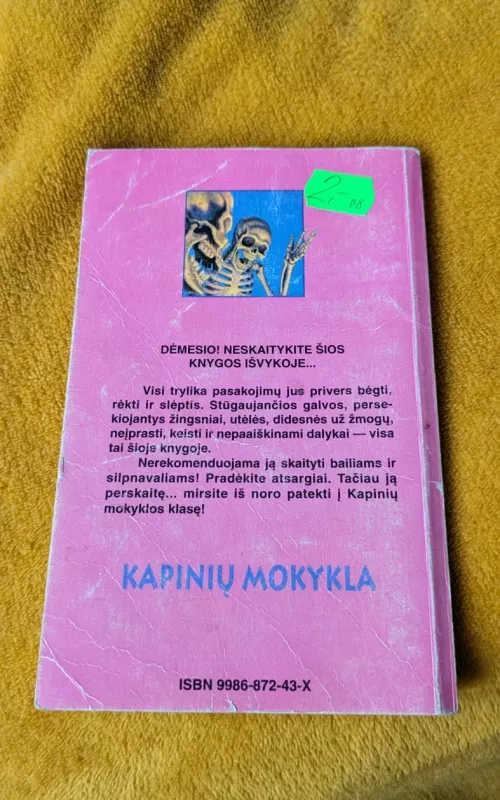 2,- 08
DĖMESIO! NESKAITYKITE ŠIOS
KNYGOS IŠVYKOJE...
Visi trylika pasakojimų jus privers bėgti,
rėkti ir slėptis. Stūgaujančios galvos, perse-
kiojantys žingsniai, utėlės, didesnės už žmogų,
neįprasti, keisti ir nepaaiškinami dalykai — visa
tai šioje knygoje.
Nerekomenduojama ją skaityti bailiams ir
silpnavaliams! Pradėkite atsargiai. Tačiau ją
perskaitę... mirsite iš noro patekti į Kapinių
mokyklos klasę!
KAPINIŲ MOKYKLA
ISBN 9986-872-43-X